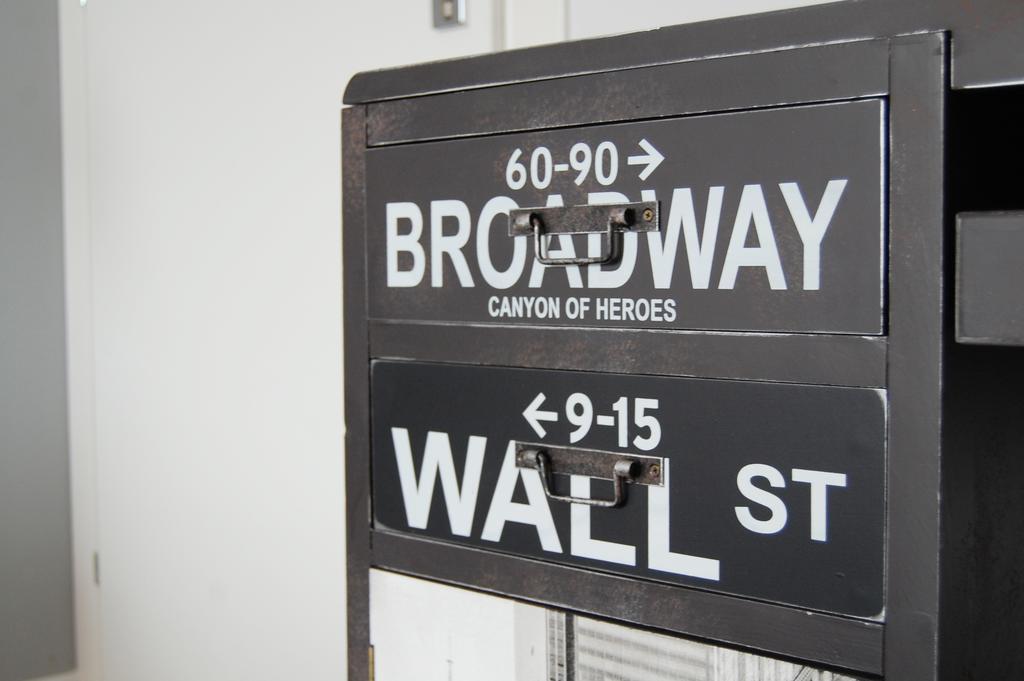 60-90→
BROADWAY
CANYON OF HEROES
←9-15
WALL ST